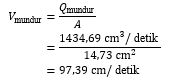 V_mundur = Q_mundur / A
= 1434,69 cm³/ detik / 14,73 cm²
= 97,39 cm/ detik